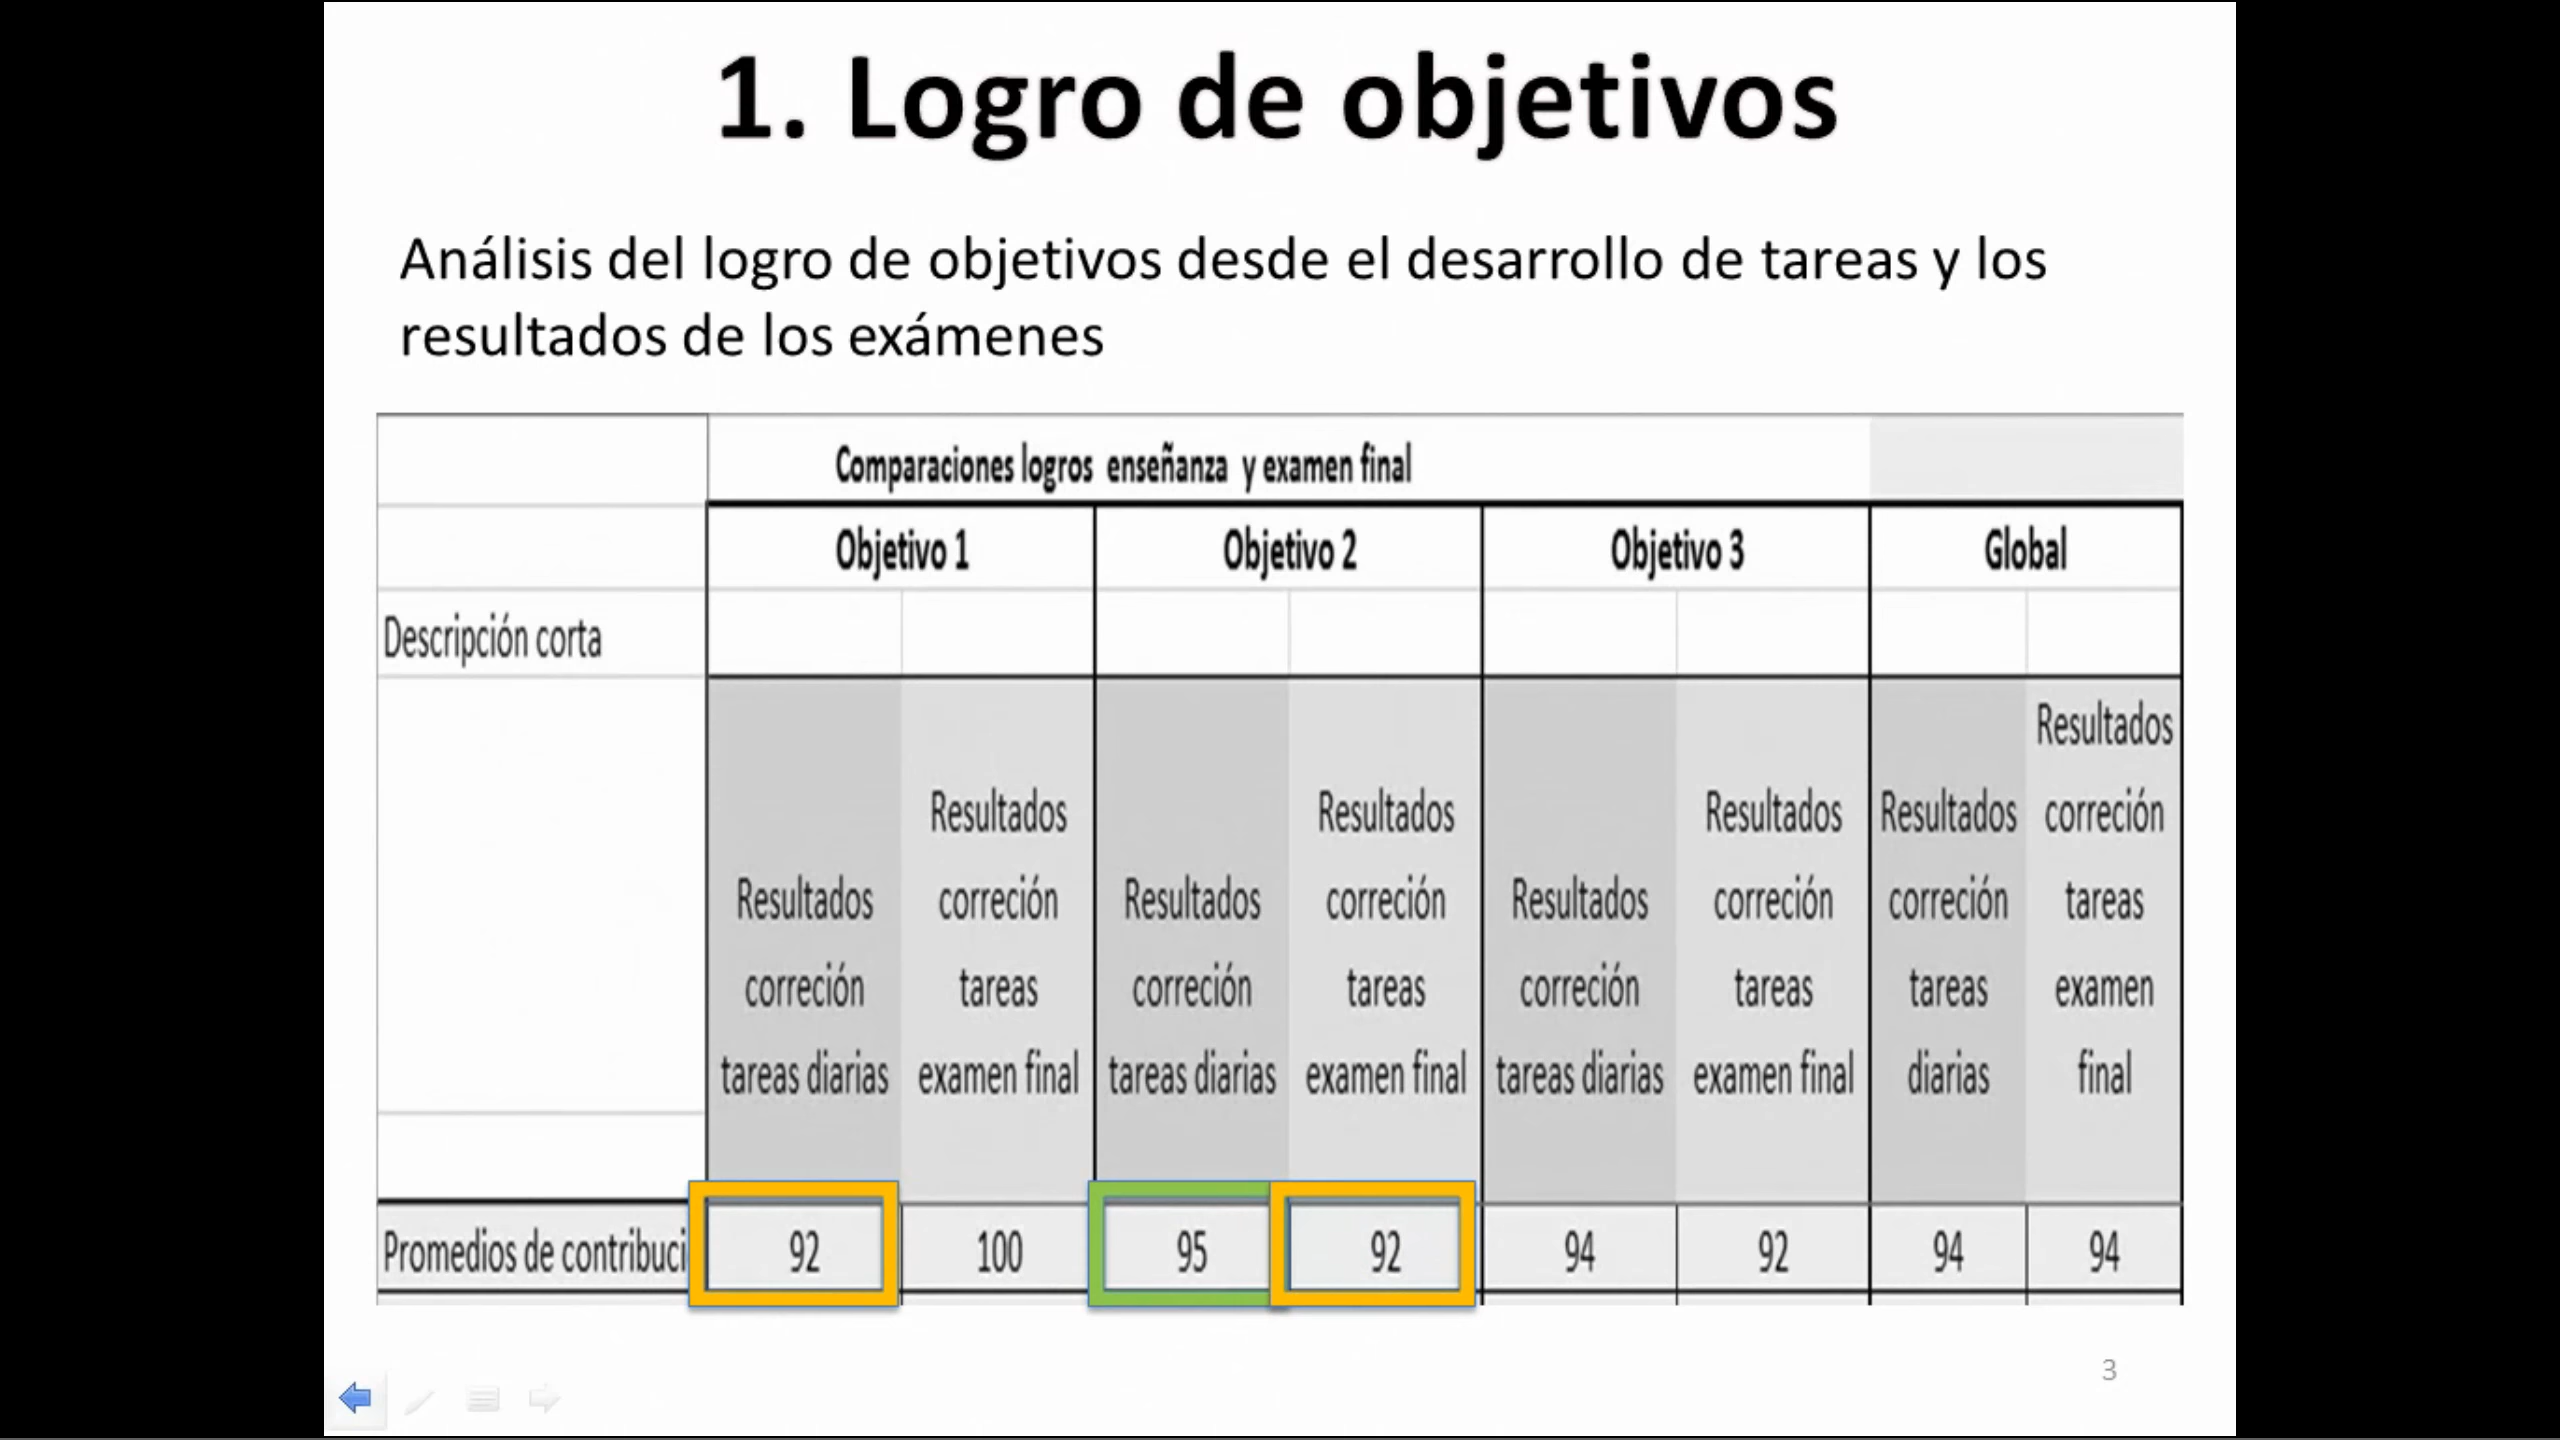 1. Logro de objetivos
Análisis del logro de objetivos desde el desarrollo de tareas y los
resultados de los exámenes
Comparaciones logros enseñanza y examen final
Objetivo 1
Objetivo 2
Objetivo 3
Global
Descripción corta
Resultados
correción
tareas diarias
Resultados
correción
tareas
examen final
Resultados
correción
tareas diarias
Resultados
correción
tareas
examen final
Resultados
correción
tareas diarias
Resultados
correción
tareas
examen final
Resultados
correción
tareas
diarias
Resultados
correción
tareas
examen
final
Promedios de contribuci 92 100 95 92 94 92 94 94
3